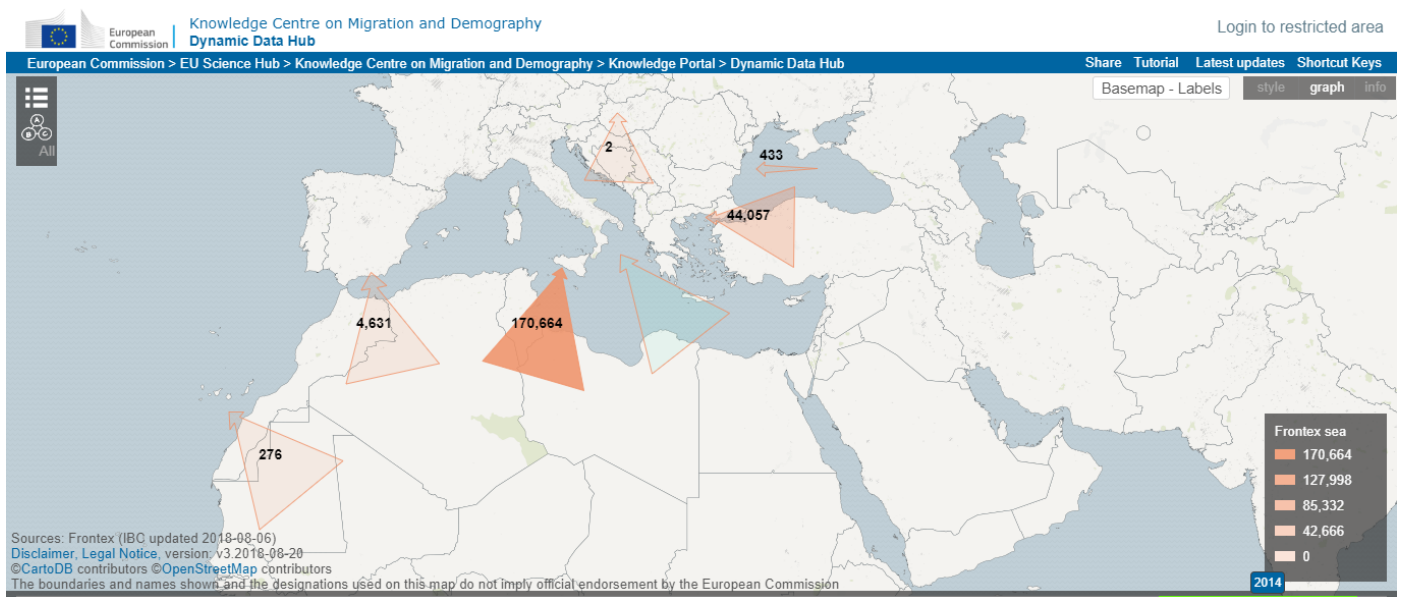 European
Commission
Knowledge Centre on Migration and Demography
Dynamic Data Hub
Login to restricted area
European Commission > EU Science Hub > Knowledge Centre on Migration and Demography > Knowledge Portal > Dynamic Data Hub
Share Tutorial Latest updates Shortcut Keys
Basemap - Labels
style graph info
A
B C
All
2
433
44,057
4,631
170,664
276
Frontex sea
170,664
127,998
85,332
42,666
0
2014
Sources: Frontex (IBC updated 2018-08-06)
Disclaimer, Legal Notice, version: v3.2018-08-20
©CartoDB contributors ©OpenStreetMap contributors
The boundaries and names shown and the designations used on this map do not imply official endorsement by the European Commission